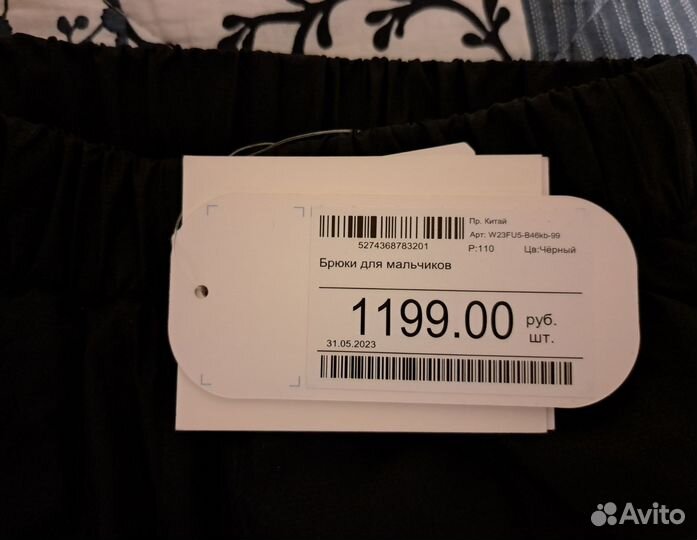 5274368783201
Пр. Китай
Арт: W23FU5-B46kb-99
Р:110 Цв:Чёрный
Брюки для мальчиков
1199.00 руб.
шт.
31.05.2023
Avito